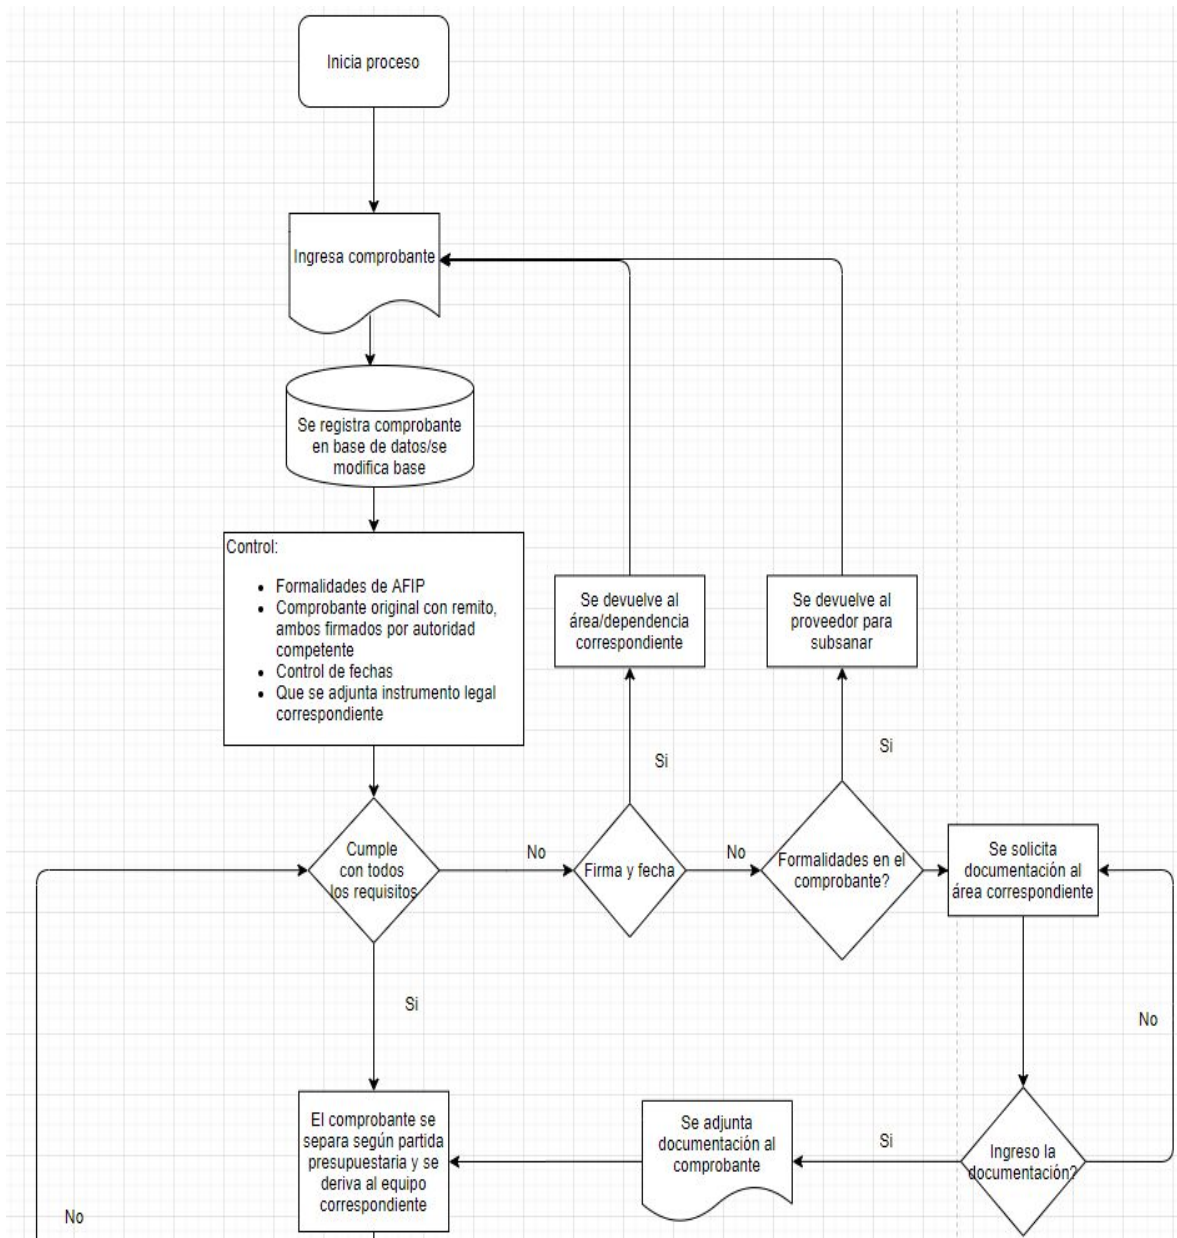 Inicia proceso
Ingresa comprobante
Se registra comprobante
en base de datos/se
modifica base
Control:
• Formalidades de AFIP
• Comprobante original con remito,
ambos firmados por autoridad
competente
• Control de fechas
• Que se adjunta instrumento legal
correspondiente
Se devuelve al
área/dependencia
correspondiente
Se devuelve al
proveedor para
subsanar
Si
Si
Cumple
con todos
los requisitos
No
Firma y fecha
No
Formalidades en el
comprobante?
Se solicita
documentación al
área correspondiente
Si
No
El comprobante se
separa según partida
presupuestaria y se
deriva al equipo
correspondiente
Se adjunta
documentación al
comprobante
Si
Ingreso la
documentación?
No